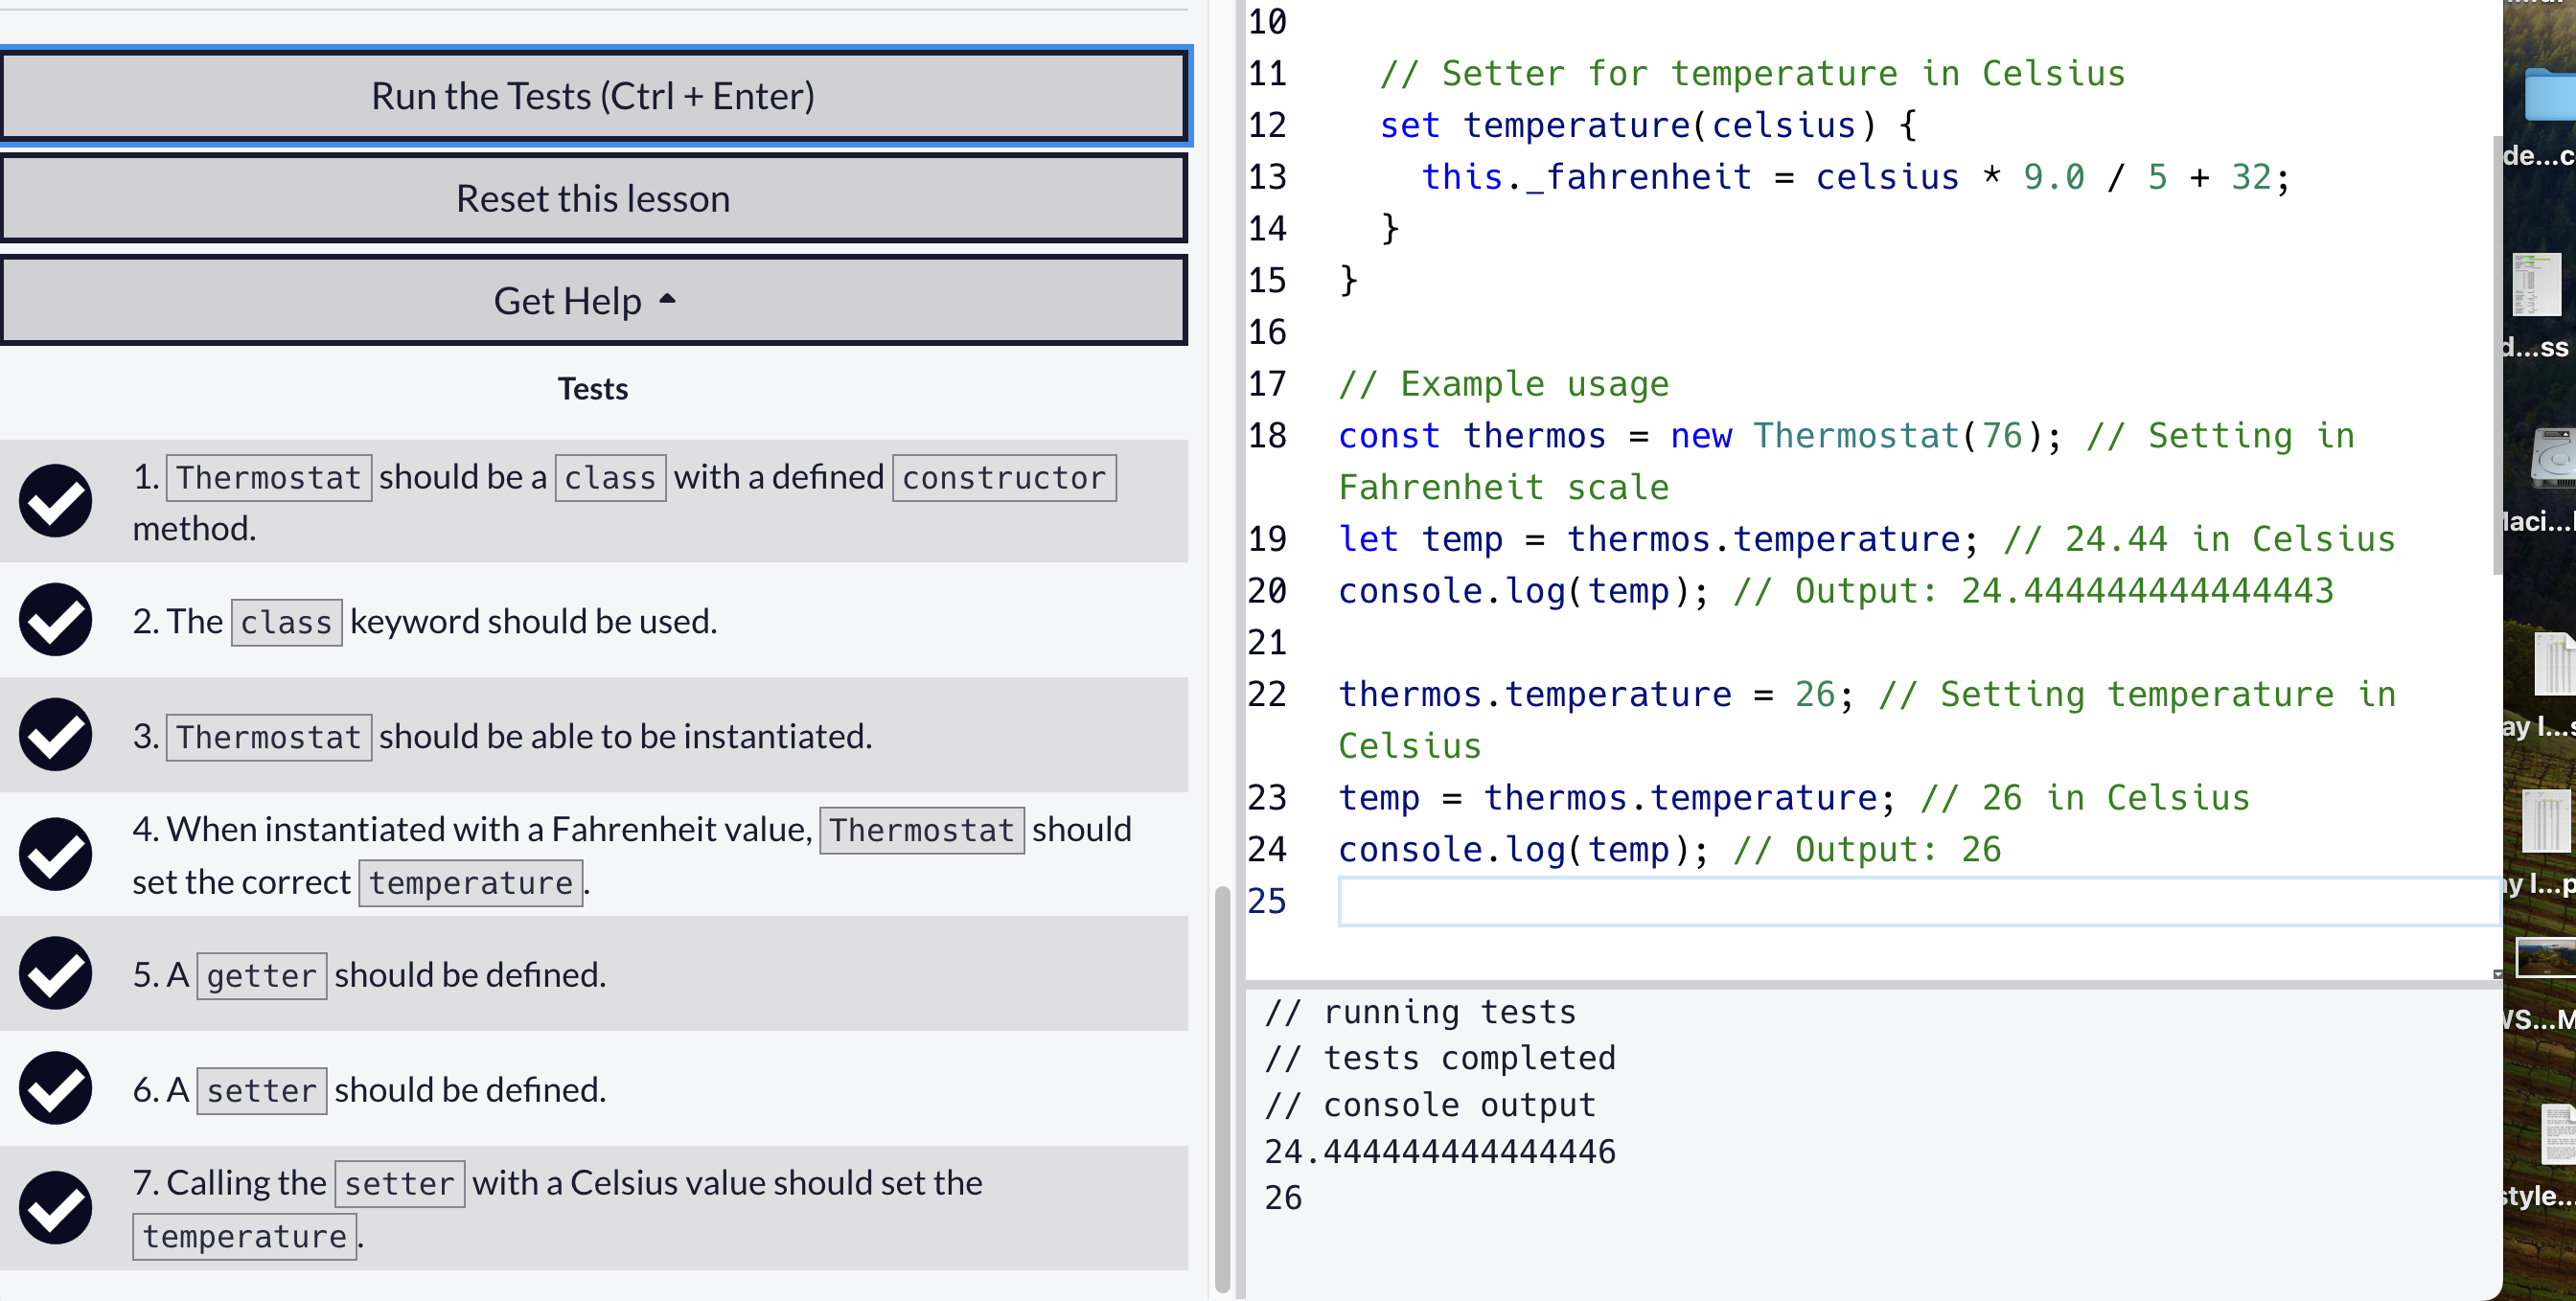 Run the Tests (Ctrl + Enter)
Reset this lesson
Get Help
Tests
1. Thermostat should be a class with a defined constructor
method.
2. The class keyword should be used.
3. Thermostat should be able to be instantiated.
4. When instantiated with a Fahrenheit value, Thermostat should
set the correct temperature.
5. A getter should be defined.
6. A setter should be defined.
7. Calling the setter with a Celsius value should set the
temperature.
10
11 // Setter for temperature in Celsius
12 set temperature(celsius) {
13 this._fahrenheit = celsius * 9.0 / 5 + 32;
14 }
15 }
16
17 // Example usage
18 const thermos = new Thermostat(76); // Setting in
Fahrenheit scale
19 let temp = thermos.temperature; // 24.44 in Celsius
20 console.log(temp); // Output: 24.444444444444443
21
22 thermos.temperature = 26; // Setting temperature in
Celsius
23 temp = thermos.temperature; // 26 in Celsius
24 console.log(temp); // Output: 26
25
// running tests
// tests completed
// console output
24.444444444444446
26
de...c
d...ss